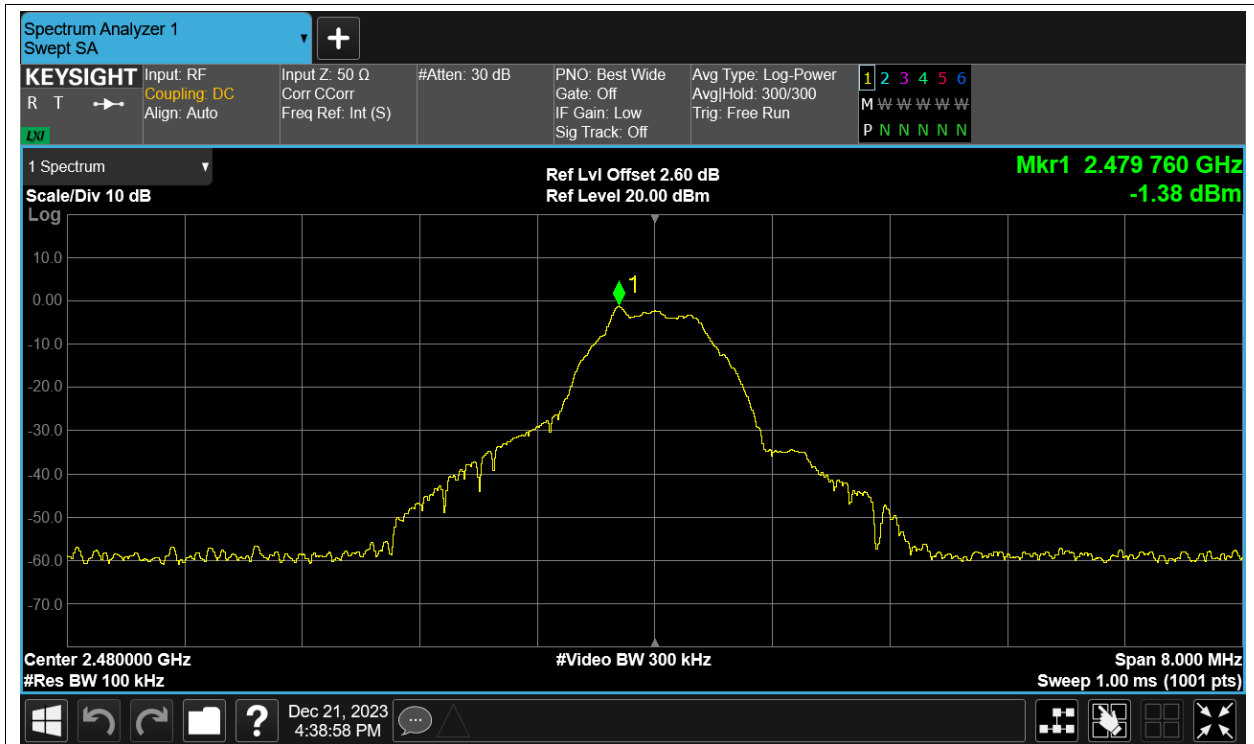 Spectrum Analyzer 1
Swept SA
KEYSIGHT
R T
LXI
Input: RF
Coupling: DC
Align: Auto
Input Z: 50 Ω
Corr CCorr
Freq Ref: Int (S)
#Atten: 30 dB
PNO: Best Wide
Gate: Off
IF Gain: Low
Sig Track: Off
Avg Type: Log-Power
Avg|Hold: 300/300
Trig: Free Run
1 2 3 4 5 6
M W W W W W
P N N N N N
1 Spectrum
Scale/Div 10 dB
Ref Lvl Offset 2.60 dB
Ref Level 20.00 dBm
Mkr1 2.479 760 GHz
-1.38 dBm
Log
1
10.0
0.00
-10.0
-20.0
-30.0
-40.0
-50.0
-60.0
-70.0
Center 2.480000 GHz
#Video BW 300 kHz
Span 8.000 MHz
#Res BW 100 kHz
Sweep 1.00 ms (1001 pts)
?
Dec 21, 2023
4:38:58 PM